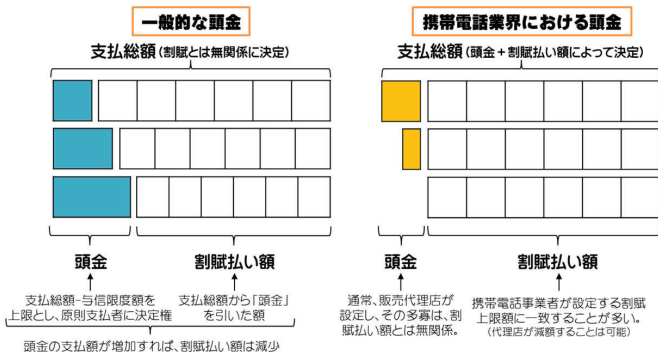 一般的な頭金
支払総額(割賦とは無関係に決定)
頭金
割賦払い額
支払総額-与信限度額を
上限とし、原則支払者に決定権
支払総額から「頭金」
を引いた額
頭金の支払額が増加すれば、割賦払い額は減少
携帯電話業界における頭金
支払総額(頭金+割賦払い額によって決定)
頭金
割賦払い額
通常、販売代理店が
設定し、その多寡は、割
賦払い額とは無関係。
携帯電話事業者が設定する割賦
上限額に一致することが多い。
(代理店が減額することは可能)